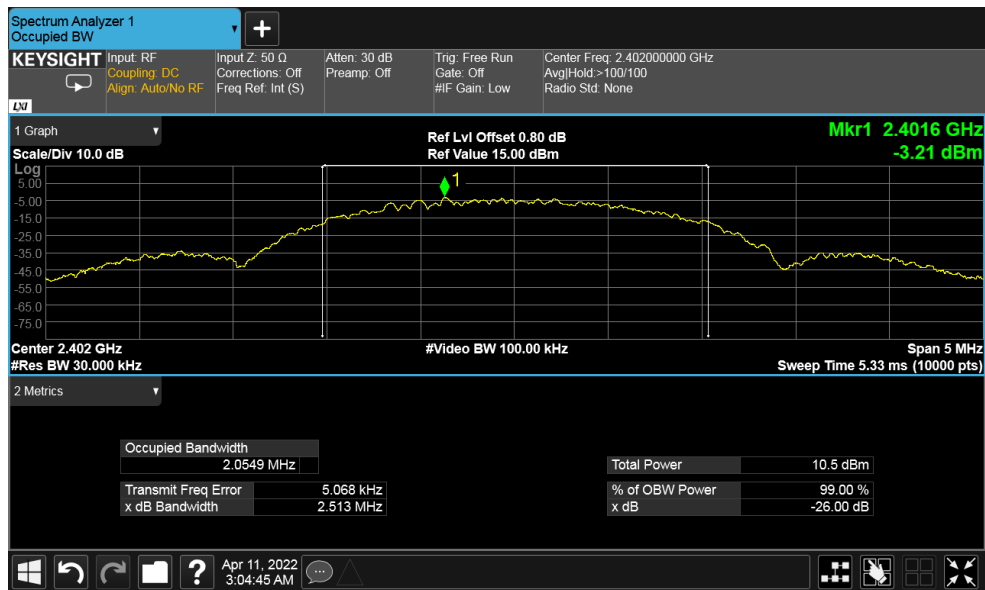 Spectrum Analyzer 1
Occupied BW
+
KEYSIGHT
LXI
Input: RF
Coupling: DC
Align: Auto/No RF
Input Z: 50 Ω
Corrections: Off
Freq Ref: Int (S)
Atten: 30 dB
Preamp: Off
Trig: Free Run
Gate: Off
#IF Gain: Low
Center Freq: 2.402000000 GHz
Avg|Hold:>100/100
Radio Std: None
1 Graph
Scale/Div 10.0 dB
Ref Lvl Offset 0.80 dB
Ref Value 15.00 dBm
Mkr1 2.4016 GHz
-3.21 dBm
Log
5.00
-5.00
-15.0
-25.0
-35.0
-45.0
-55.0
-65.0
-75.0
1
Center 2.402 GHz
#Res BW 30.000 kHz
#Video BW 100.00 kHz
Span 5 MHz
Sweep Time 5.33 ms (10000 pts)
2 Metrics
Occupied Bandwidth
2.0549 MHz
Transmit Freq Error 5.068 kHz
x dB Bandwidth 2.513 MHz
Total Power 10.5 dBm
% of OBW Power 99.00 %
x dB -26.00 dB
?
Apr 11, 2022
3:04:45 AM